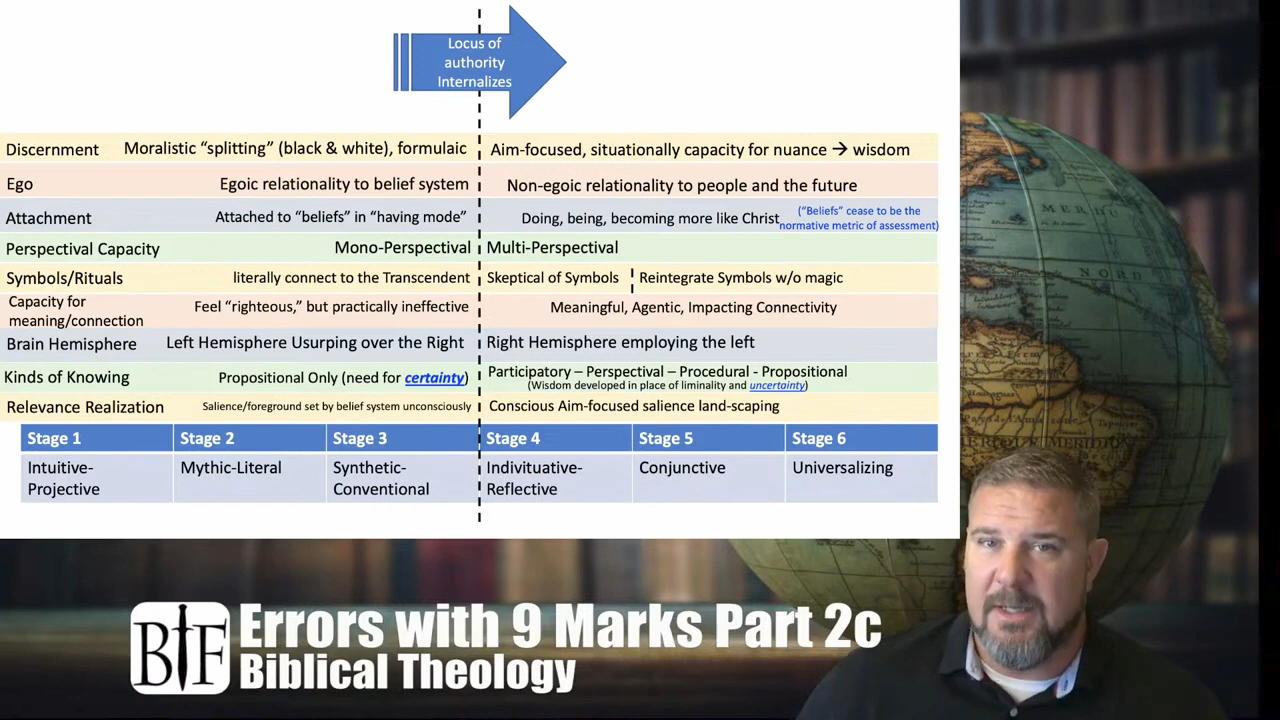 Locus of
authority
Internalizes
Discernment Moralistic “splitting” (black & white), formulaic Aim-focused, situationally capacity for nuance → wisdom
Ego Egoic relationality to belief system Non-egoic relationality to people and the future
Attachment Attached to “beliefs” in “having mode” Doing, being, becoming more like Christ (“Beliefs” cease to be the
normative metric of assessment)
Perspectival Capacity Mono-Perspectival Multi-Perspectival
Symbols/Rituals literally connect to the Transcendent Skeptical of Symbols Reintegrate Symbols w/o magic
Capacity for
meaning/connection Feel “righteous,” but practically ineffective Meaningful, Agentic, Impacting Connectivity
Brain Hemisphere Left Hemisphere Usurping over the Right Right Hemisphere employing the left
Kinds of Knowing Propositional Only (need for certainty) Participatory – Perspectival – Procedural - Propositional
(Wisdom developed in place of liminality and uncertainty)
Relevance Realization Salience/foreground set by belief system unconsciously Conscious Aim-focused salience land-scaping
Stage 1 Stage 2 Stage 3 Stage 4 Stage 5 Stage 6
Intuitive-
Projective
Mythic-Literal
Synthetic-
Conventional
Indivituative-
Reflective
Conjunctive
Universalizing
MER DU
NORD
BTF
Errors with 9 Marks Part 2c
Biblical Theology